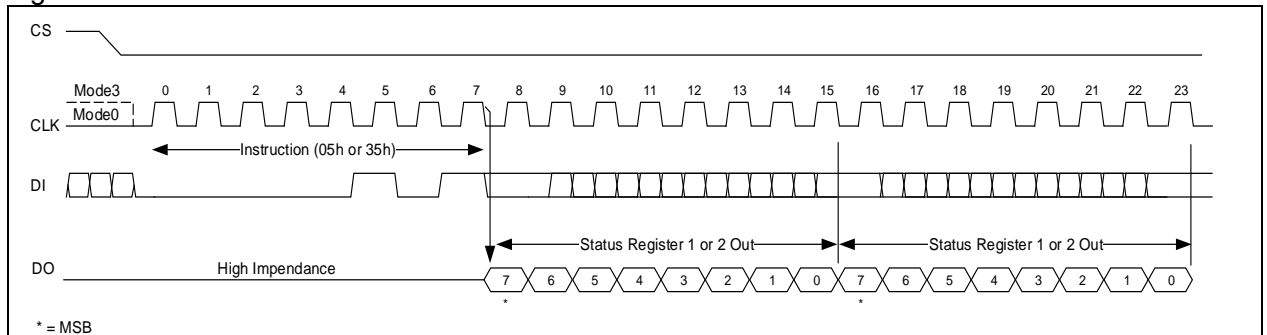 CS
Mode3 0 1 2 3 4 5 6 7 8 9 10 11 12 13 14 15 16 17 18 19 20 21 22 23
Mode0
CLK
Instruction (05h or 35h)
DI
Status Register 1 or 2 Out Status Register 1 or 2 Out
DO High Impendance 7 6 5 4 3 2 1 0 7 6 5 4 3 2 1 0
* *
* = MSB